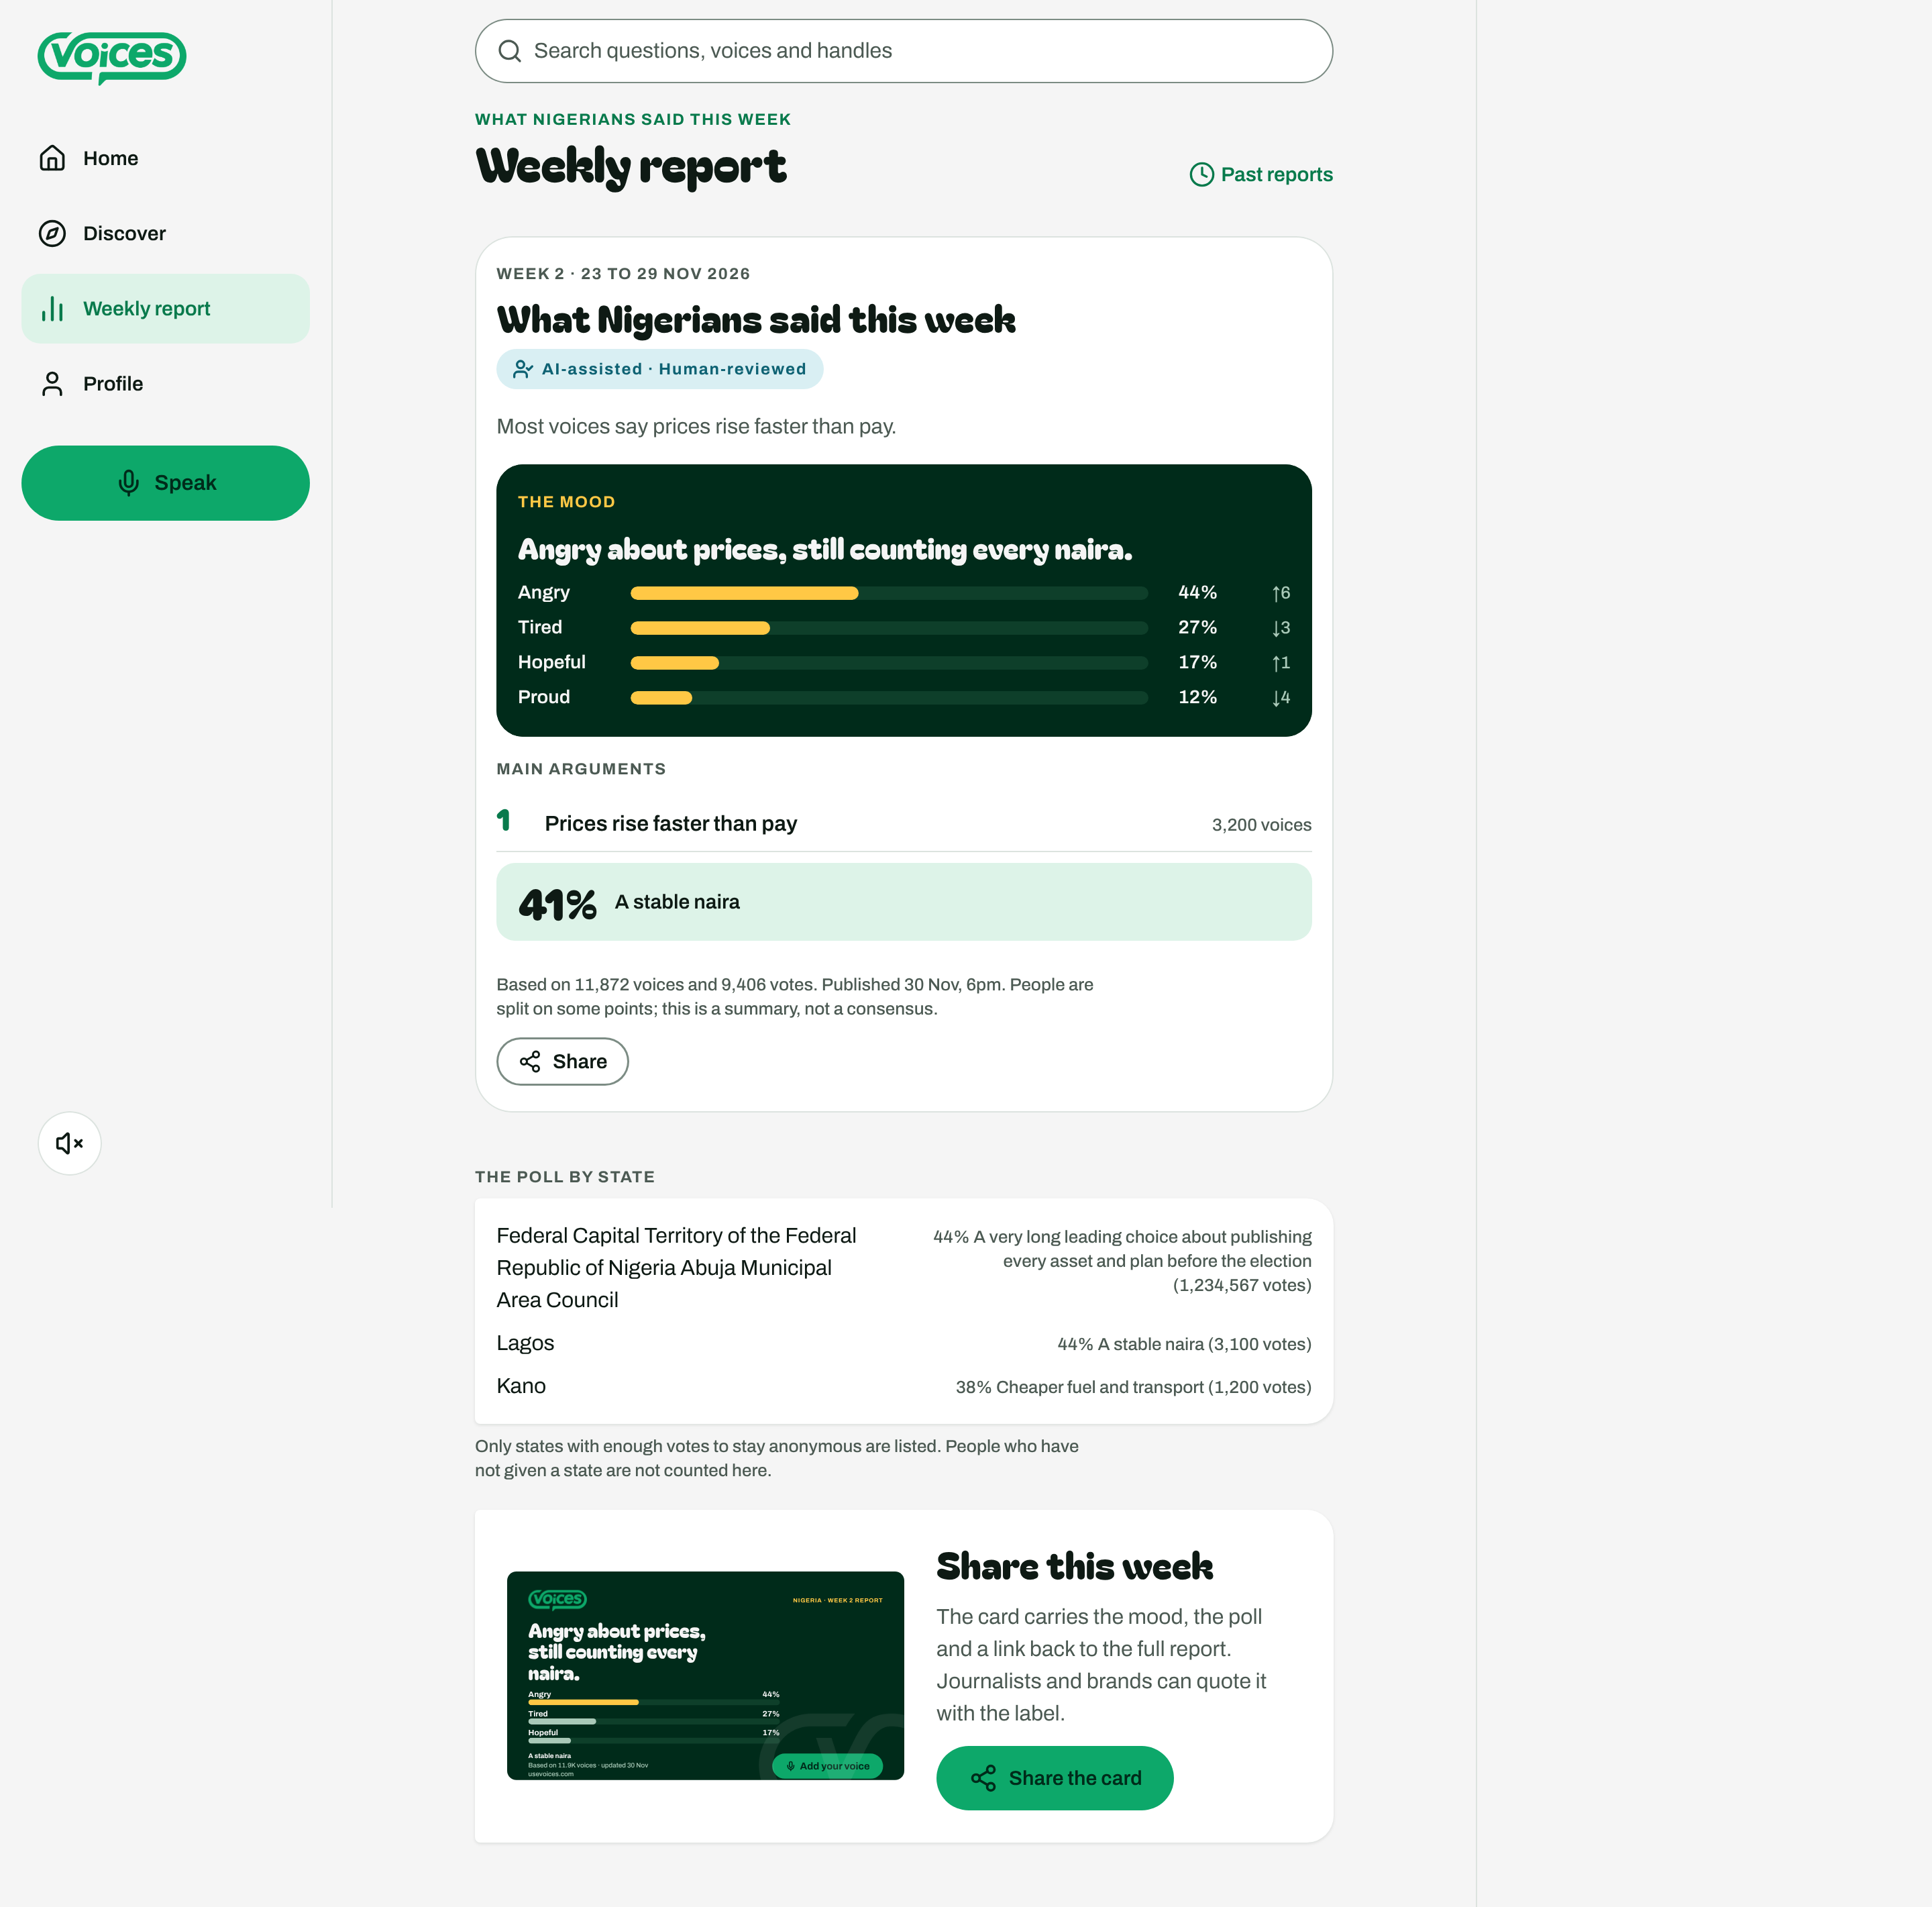 Voices
Home
Discover
Weekly report
Profile
Speak
Search questions, voices and handles
WHAT NIGERIANS SAID THIS WEEK
Weekly report
Past reports
WEEK 2 · 23 TO 29 NOV 2026
What Nigerians said this week
AI-assisted · Human-reviewed
Most voices say prices rise faster than pay.
THE MOOD
Angry about prices, still counting every naira.
Angry 44% ↑6
Tired 27% ↓3
Hopeful 17% ↑1
Proud 12% ↓4
MAIN ARGUMENTS
1 Prices rise faster than pay 3,200 voices
41% A stable naira
Based on 11,872 voices and 9,406 votes. Published 30 Nov, 6pm. People are
split on some points; this is a summary, not a consensus.
Share
THE POLL BY STATE
Federal Capital Territory of the Federal
Republic of Nigeria Abuja Municipal
Area Council
44% A very long leading choice about publishing
every asset and plan before the election
(1,234,567 votes)
Lagos 44% A stable naira (3,100 votes)
Kano 38% Cheaper fuel and transport (1,200 votes)
Only states with enough votes to stay anonymous are listed. People who have
not given a state are not counted here.
Voices
NIGERIA · WEEK 2 REPORT
Angry about prices,
still counting every
naira.
Angry 44%
Tired 27%
Hopeful 17%
A stable naira
Based on 11.9K voices · updated 30 Nov
usevoices.com
Add your voice
Share this week
The card carries the mood, the poll
and a link back to the full report.
Journalists and brands can quote it
with the label.
Share the card